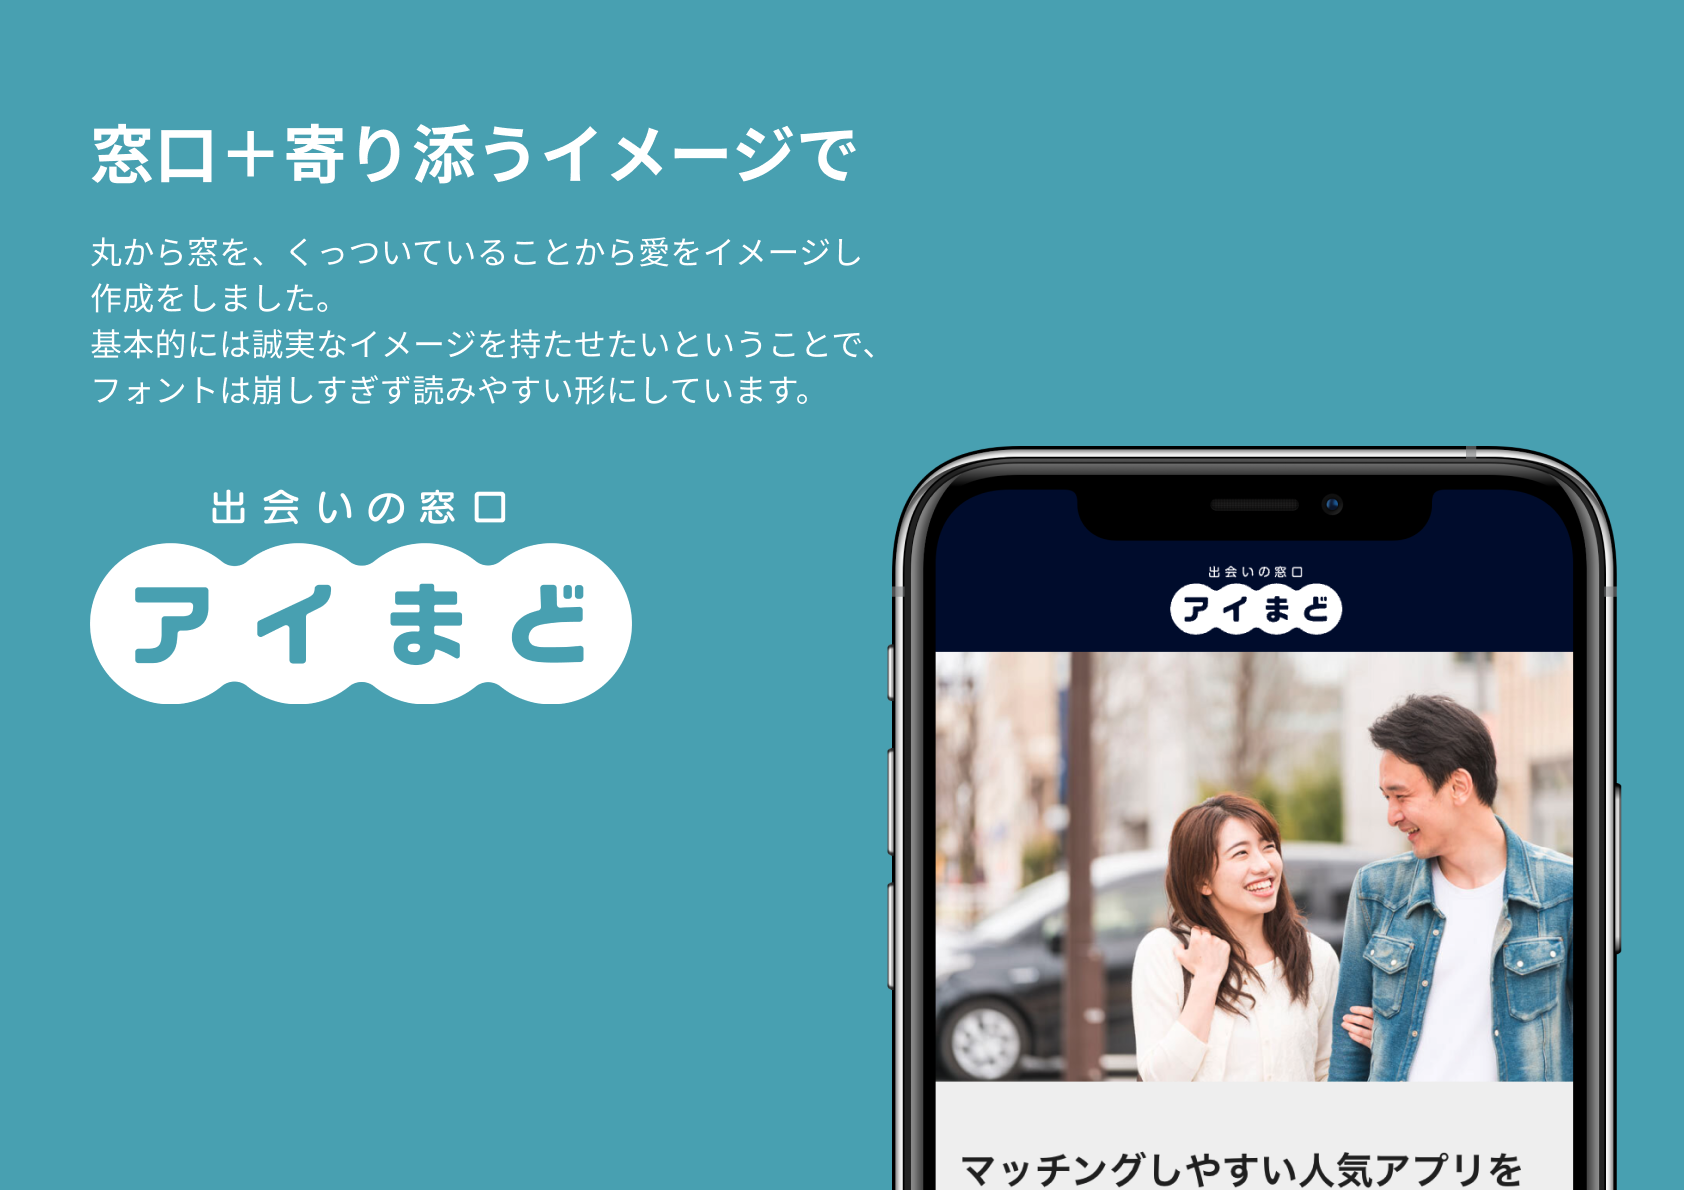 窓口＋寄り添うイメージで
丸から窓を、くっついていることから愛をイメージし
作成をしました。
基本的には誠実なイメージを持たせたいということで、
フォントは崩しすぎず読みやすい形にしています。
出会いの窓口
アイまど
出会いの窓口
アイまど
マッチングしやすい人気アプリを